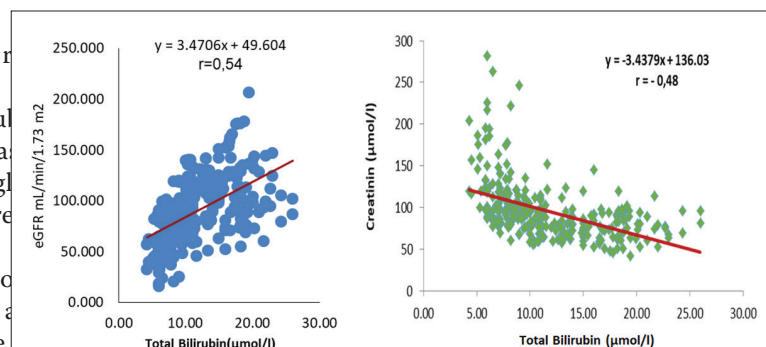 y = 3.4706x + 49.604
r=0,54
eGFR mL/min/1.73 m2
250.000
200.000
150.000
100.000
50.000
0.000
0.00 10.00 20.00 30.00
Total Bilirubin(μmol/l)
y = -3.4379x + 136.03
r = - 0,48
Creatinin (μmol/l)
300
250
200
150
100
50
0
0.00 5.00 10.00 15.00 20.00 25.00 30.00
Total Bilirubin (μmol/l)